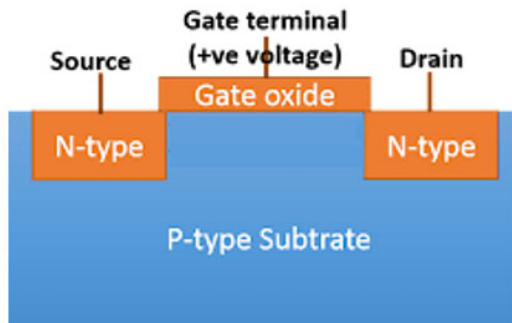 Gate terminal
(+ve voltage)
Source
Drain
Gate oxide
N-type
N-type
P-type Subtrate